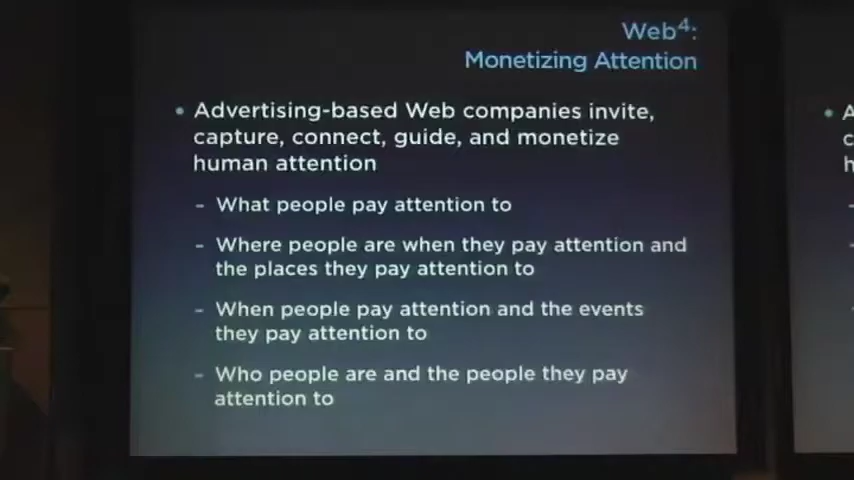 Web⁴:
Monetizing Attention
• Advertising-based Web companies invite,
capture, connect, guide, and monetize
human attention
- What people pay attention to
- Where people are when they pay attention and
the places they pay attention to
- When people pay attention and the events
they pay attention to
- Who people are and the people they pay
attention to